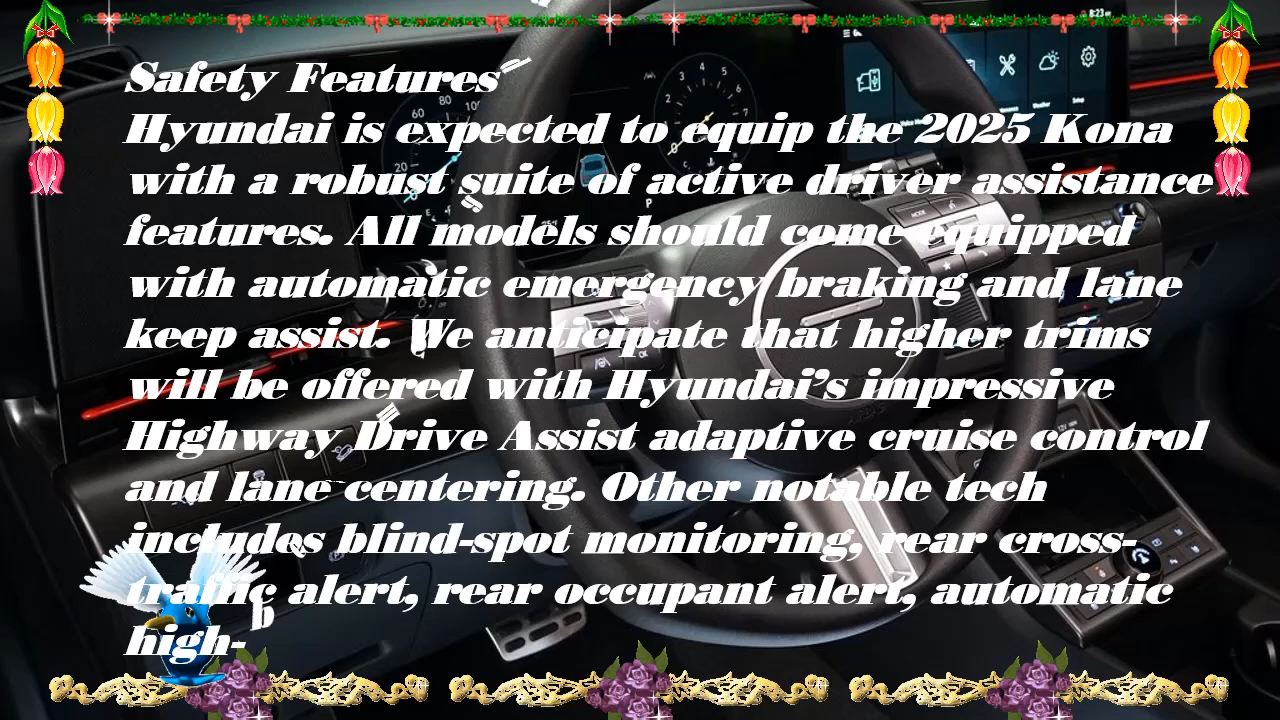 8:23
Safety Features
Hyundai is expected to equip the 2025 Kona
with a robust suite of active driver assistance
features. All models should come equipped
with automatic emergency braking and lane
keep assist. We anticipate that higher trims
will be offered with Hyundai’s impressive
Highway Drive Assist adaptive cruise control
and lane centering. Other notable tech
includes blind-spot monitoring, rear cross-
traffic alert, rear occupant alert, automatic
high-